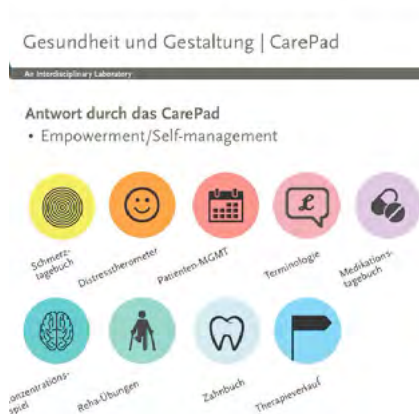 Gesundheit und Gestaltung | CarePad
An Interdisciplinary Laboratory
Antwort durch das CarePad
• Empowerment/Self-management
Schmerz-
tagebuch
Distressthermometer
Patienten-MGMT
Terminologie
Medikations-
tagebuch
onzentrations-
spiel
Reha-Übungen
Zahnbuch
Therapieverlauf